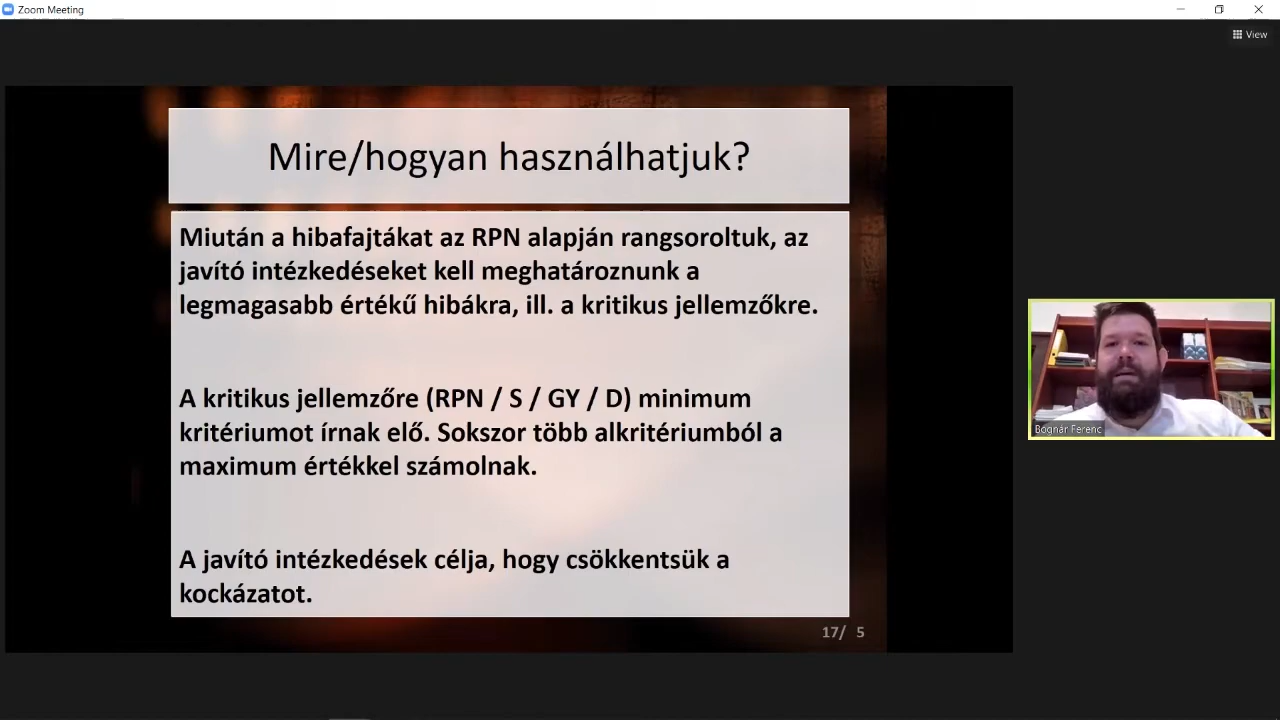 Zoom Meeting
View
Mire/hogyan használhatjuk?
Miután a hibafajtákat az RPN alapján rangsoroltuk, az
javító intézkedéseket kell meghatároznunk a
legmagasabb értékű hibákra, ill. a kritikus jellemzőkre.
A kritikus jellemzőre (RPN / S / GY / D) minimum
kritériumot írnak elő. Sokszor több alkritériumból a
maximum értékkel számolnak.
A javító intézkedések célja, hogy csökkentsük a
kockázatot.
17/ 5
Bognár Ferenc